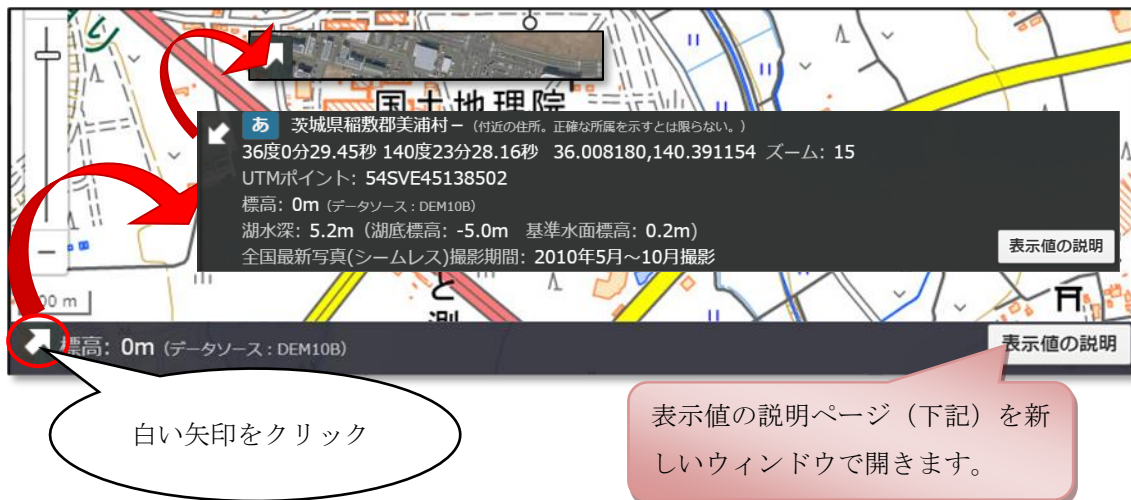 国土地理院
あ 茨城県稲敷郡美浦村－（付近の住所。正確な所属を示すとは限らない。）
36度0分29.45秒 140度23分28.16秒 36.008180,140.391154 ズーム: 15
UTMポイント: 54SVE45138502
標高: 0m（データソース：DEM10B）
湖水深: 5.2m（湖底標高: -5.0m 基準水面標高: 0.2m）
全国最新写真(シームレス)撮影期間: 2010年5月～10月撮影
表示値の説明
と
測
00 m
標高: 0m（データソース：DEM10B）
表示値の説明
白い矢印をクリック
表示値の説明ページ（下記）を新
しいウィンドウで開きます。